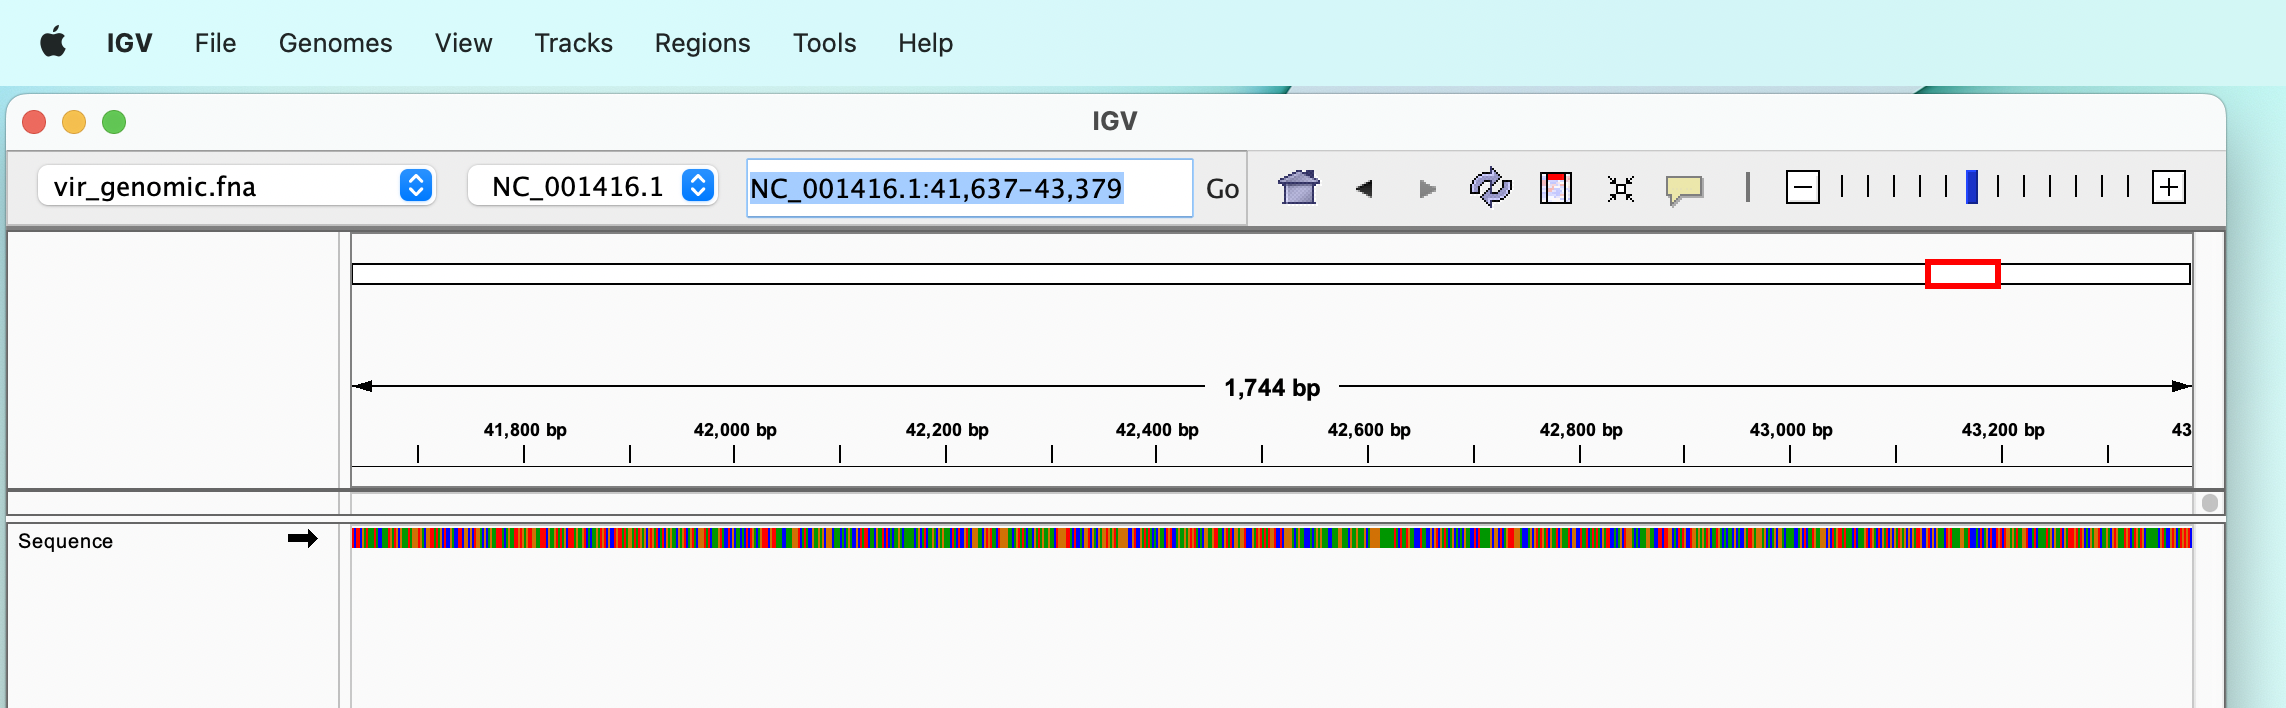 IGV File Genomes View Tracks Regions Tools Help
IGV
vir_genomic.fna NC_001416.1 NC_001416.1:41,637-43,379 Go
1,744 bp
41,800 bp 42,000 bp 42,200 bp 42,400 bp 42,600 bp 42,800 bp 43,000 bp 43,200 bp 43
Sequence